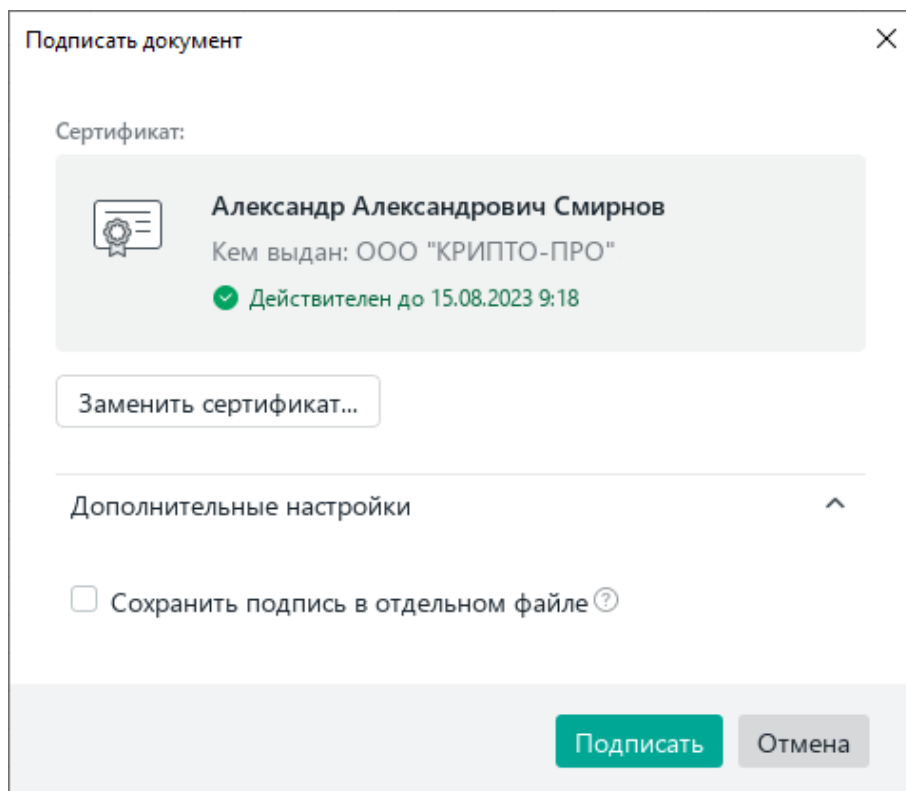 Подписать документ
Сертификат:
Александр Александрович Смирнов
Кем выдан: ООО "КРИПТО-ПРО"
Действителен до 15.08.2023 9:18
Заменить сертификат...
Дополнительные настройки
Сохранить подпись в отдельном файле
Подписать Отмена